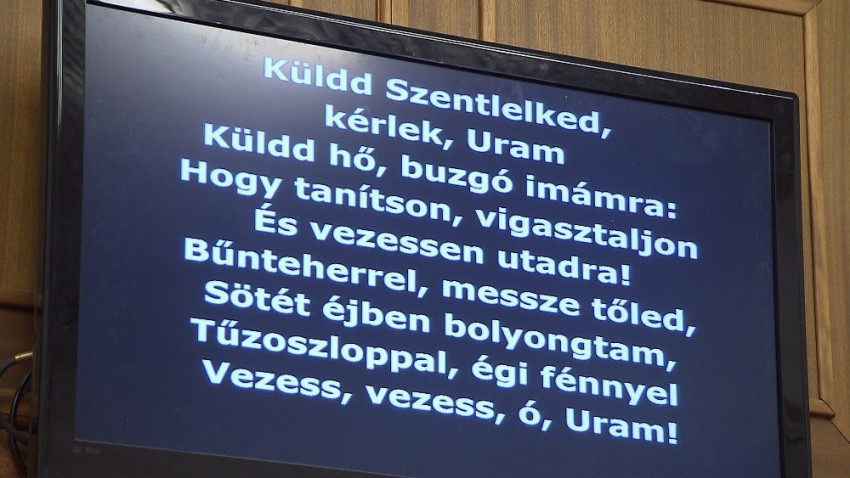 Küldd Szentlelked,
kérlek, Uram
Küldd hő, buzgó imámra:
Hogy tanítson, vigasztaljon
És vezessen utadra!
Bűnteherrel, messze tőled,
Sötét éjben bolyongtam,
Tűzoszloppal, égi fénnyel
Vezess, vezess, ó, Uram!